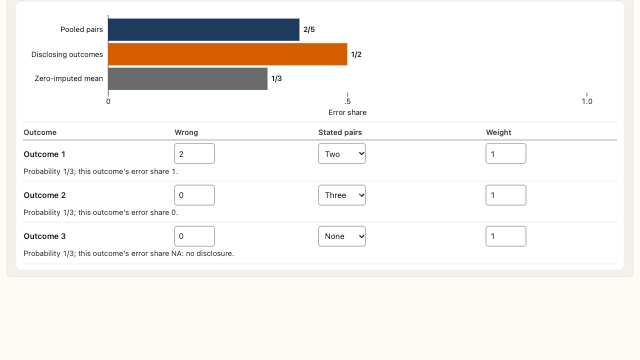 Pooled pairs 2/5
Disclosing outcomes 1/2
Zero-imputed mean 1/3
0 .5 1.0
Error share
Outcome Wrong Stated pairs Weight
Outcome 1 2 Two 1
Probability 1/3; this outcome's error share 1.
Outcome 2 0 Three 1
Probability 1/3; this outcome's error share 0.
Outcome 3 0 None 1
Probability 1/3; this outcome's error share NA: no disclosure.